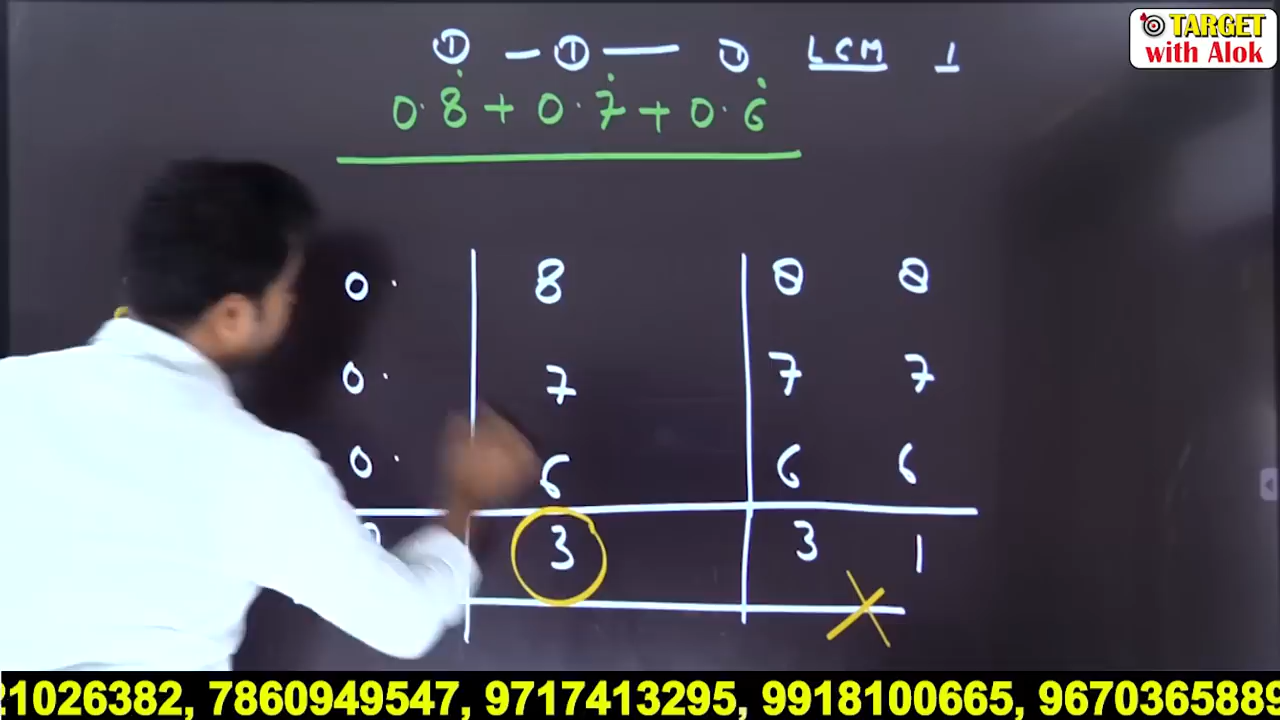 TARGET
with Alok
① — ① — ① LCM 1
0.8̇ + 0.7̇ + 0.6̇
0. 8 8 8
0. 7 7 7
0. 6 6 6
3 3 1
21026382, 7860949547, 9717413295, 9918100665, 9670365889